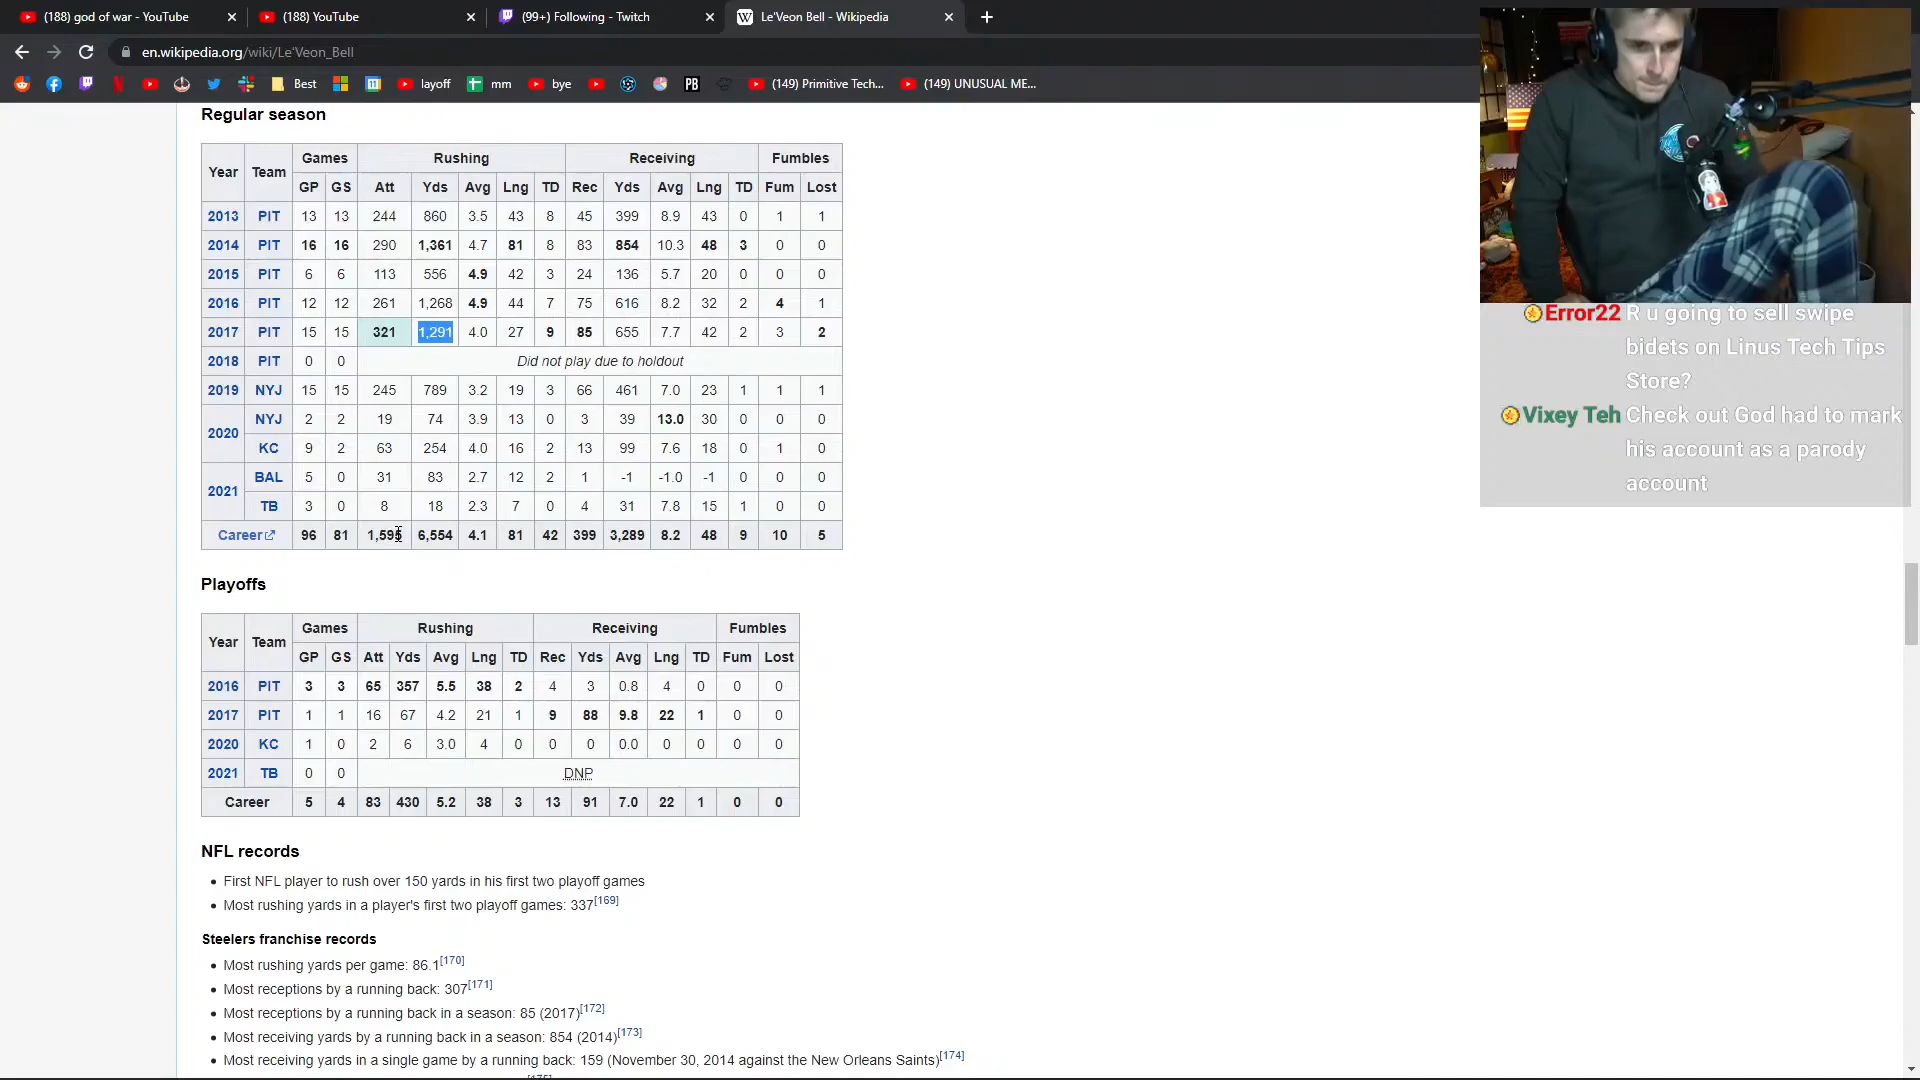 (188) god of war - YouTube
(188) YouTube
(99+) Following - Twitch
Le'Veon Bell - Wikipedia
en.wikipedia.org/wiki/Le'Veon_Bell
Best
layoff
mm
bye
PB
(149) Primitive Tech...
(149) UNUSUAL ME...
Regular season
Year Team Games Rushing Receiving Fumbles
GP GS Att Yds Avg Lng TD Rec Yds Avg Lng TD Fum Lost
2013 PIT 13 13 244 860 3.5 43 8 45 399 8.9 43 0 1 1
2014 PIT 16 16 290 1,361 4.7 81 8 83 854 10.3 48 3 0 0
2015 PIT 6 6 113 556 4.9 42 3 24 136 5.7 20 0 0 0
2016 PIT 12 12 261 1,268 4.9 44 7 75 616 8.2 32 2 4 1
2017 PIT 15 15 321 1,291 4.0 27 9 85 655 7.7 42 2 3 2
2018 PIT 0 0 Did not play due to holdout
2019 NYJ 15 15 245 789 3.2 19 3 66 461 7.0 23 1 1 1
2020 NYJ 2 2 19 74 3.9 13 0 3 39 13.0 30 0 0 0
KC 9 2 63 254 4.0 16 2 13 99 7.6 18 0 1 0
2021 BAL 5 0 31 83 2.7 12 2 1 -1 -1.0 -1 0 0 0
TB 3 0 8 18 2.3 7 0 4 31 7.8 15 1 0 0
Career 96 81 1,595 6,554 4.1 81 42 399 3,289 8.2 48 9 10 5
Playoffs
Year Team Games Rushing Receiving Fumbles
GP GS Att Yds Avg Lng TD Rec Yds Avg Lng TD Fum Lost
2016 PIT 3 3 65 357 5.5 38 2 4 3 0.8 4 0 0 0
2017 PIT 1 1 16 67 4.2 21 1 9 88 9.8 22 1 0 0
2020 KC 1 0 2 6 3.0 4 0 0 0 0.0 0 0 0 0
2021 TB 0 0 DNP
Career 5 4 83 430 5.2 38 3 13 91 7.0 22 1 0 0
NFL records
First NFL player to rush over 150 yards in his first two playoff games
Most rushing yards in a player's first two playoff games: 337[169]
Steelers franchise records
Most rushing yards per game: 86.1[170]
Most receptions by a running back: 307[171]
Most receptions by a running back in a season: 85 (2017)[172]
Most receiving yards by a running back in a season: 854 (2014)[173]
Most receiving yards in a single game by a running back: 159 (November 30, 2014 against the New Orleans Saints)[174]
Error22 R u going to sell swipe
bidets on Linus Tech Tips
Store?
Vixey Teh Check out God had to mark
his account as a parody
account